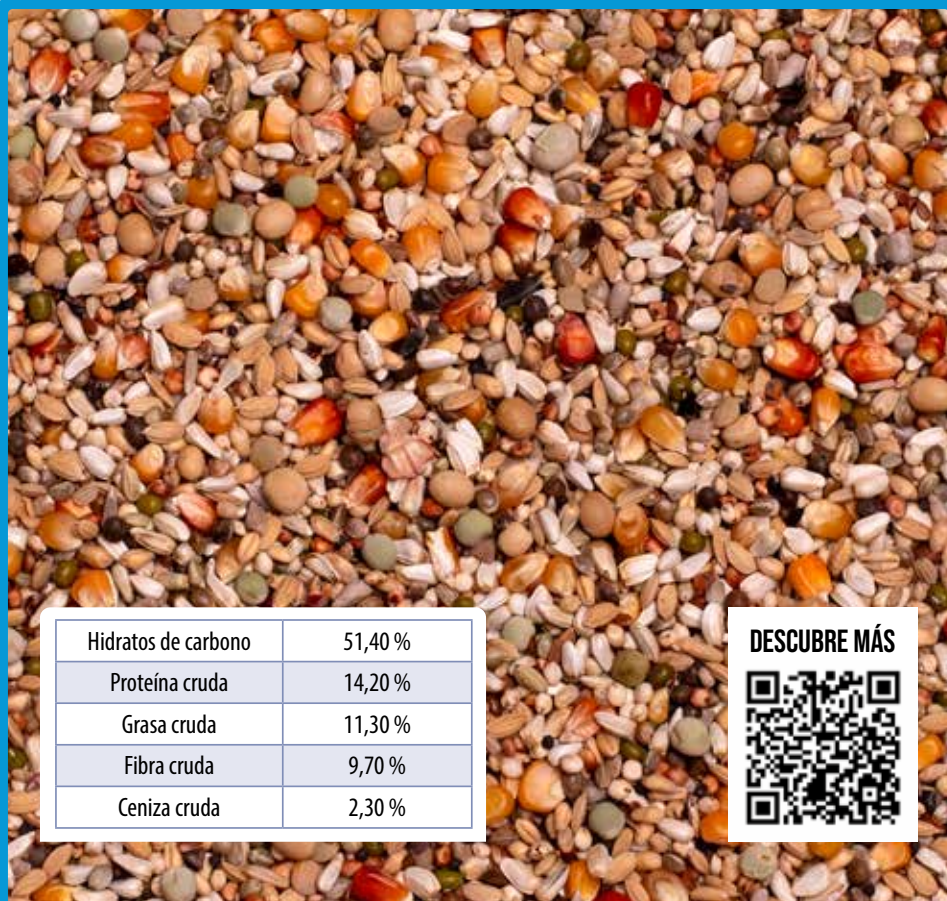 Hidratos de carbono 51,40 %
Proteína cruda 14,20 %
Grasa cruda 11,30 %
Fibra cruda 9,70 %
Ceniza cruda 2,30 %
DESCUBRE MÁS